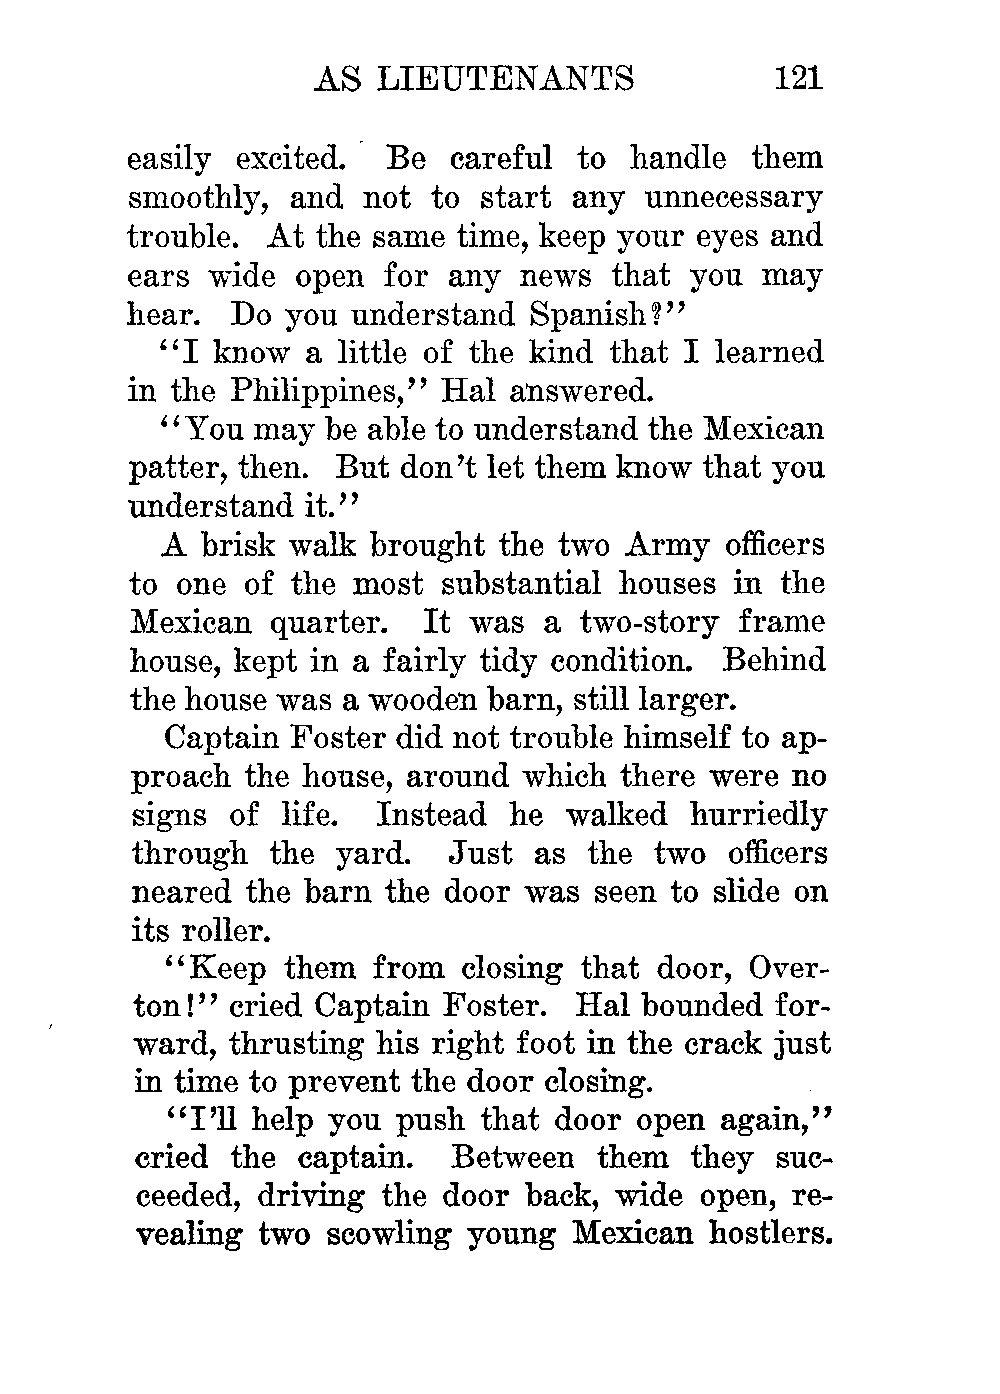 AS LIEUTENANTS 121
easily excited. Be careful to handle them
smoothly, and not to start any unnecessary
trouble. At the same time, keep your eyes and
ears wide open for any news that you may
hear. Do you understand Spanish?”
“I know a little of the kind that I learned
in the Philippines,” Hal answered.
“You may be able to understand the Mexican
patter, then. But don’t let them know that you
understand it.”
A brisk walk brought the two Army officers
to one of the most substantial houses in the
Mexican quarter. It was a two-story frame
house, kept in a fairly tidy condition. Behind
the house was a wooden barn, still larger.
Captain Foster did not trouble himself to ap-
proach the house, around which there were no
signs of life. Instead he walked hurriedly
through the yard. Just as the two officers
neared the barn the door was seen to slide on
its roller.
“Keep them from closing that door, Over-
ton!” cried Captain Foster. Hal bounded for-
ward, thrusting his right foot in the crack just
in time to prevent the door closing.
“I’ll help you push that door open again,”
cried the captain. Between them they suc-
ceeded, driving the door back, wide open, re-
vealing two scowling young Mexican hostlers.